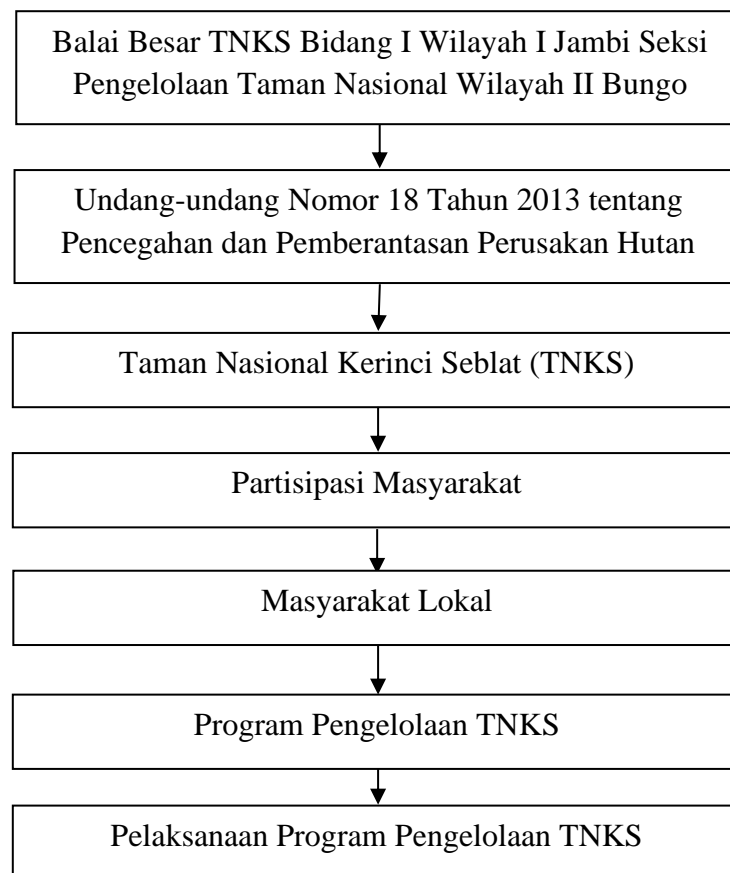 Balai Besar TNKS Bidang I Wilayah I Jambi Seksi
Pengelolaan Taman Nasional Wilayah II Bungo
Undang-undang Nomor 18 Tahun 2013 tentang
Pencegahan dan Pemberantasan Perusakan Hutan
Taman Nasional Kerinci Seblat (TNKS)
Partisipasi Masyarakat
Masyarakat Lokal
Program Pengelolaan TNKS
Pelaksanaan Program Pengelolaan TNKS